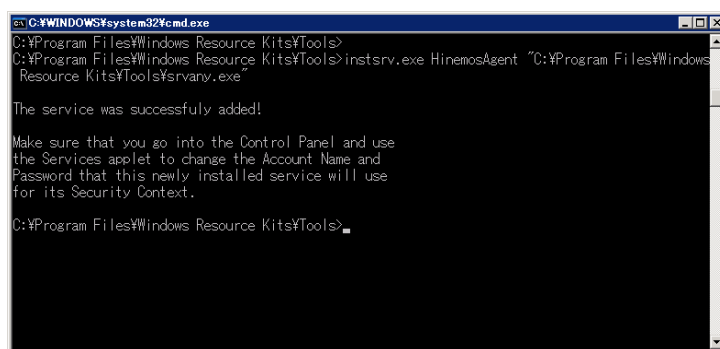 C:¥WINDOWS¥system32¥cmd.exe
C:¥Program Files¥Windows Resource Kits¥Tools>
C:¥Program Files¥Windows Resource Kits¥Tools>instsrv.exe HinemosAgent "C:¥Program Files¥Windows
 Resource Kits¥Tools¥srvany.exe"
The service was successfuly added!
Make sure that you go into the Control Panel and use
the Services applet to change the Account Name and
Password that this newly installed service will use
for its Security Context.
C:¥Program Files¥Windows Resource Kits¥Tools>